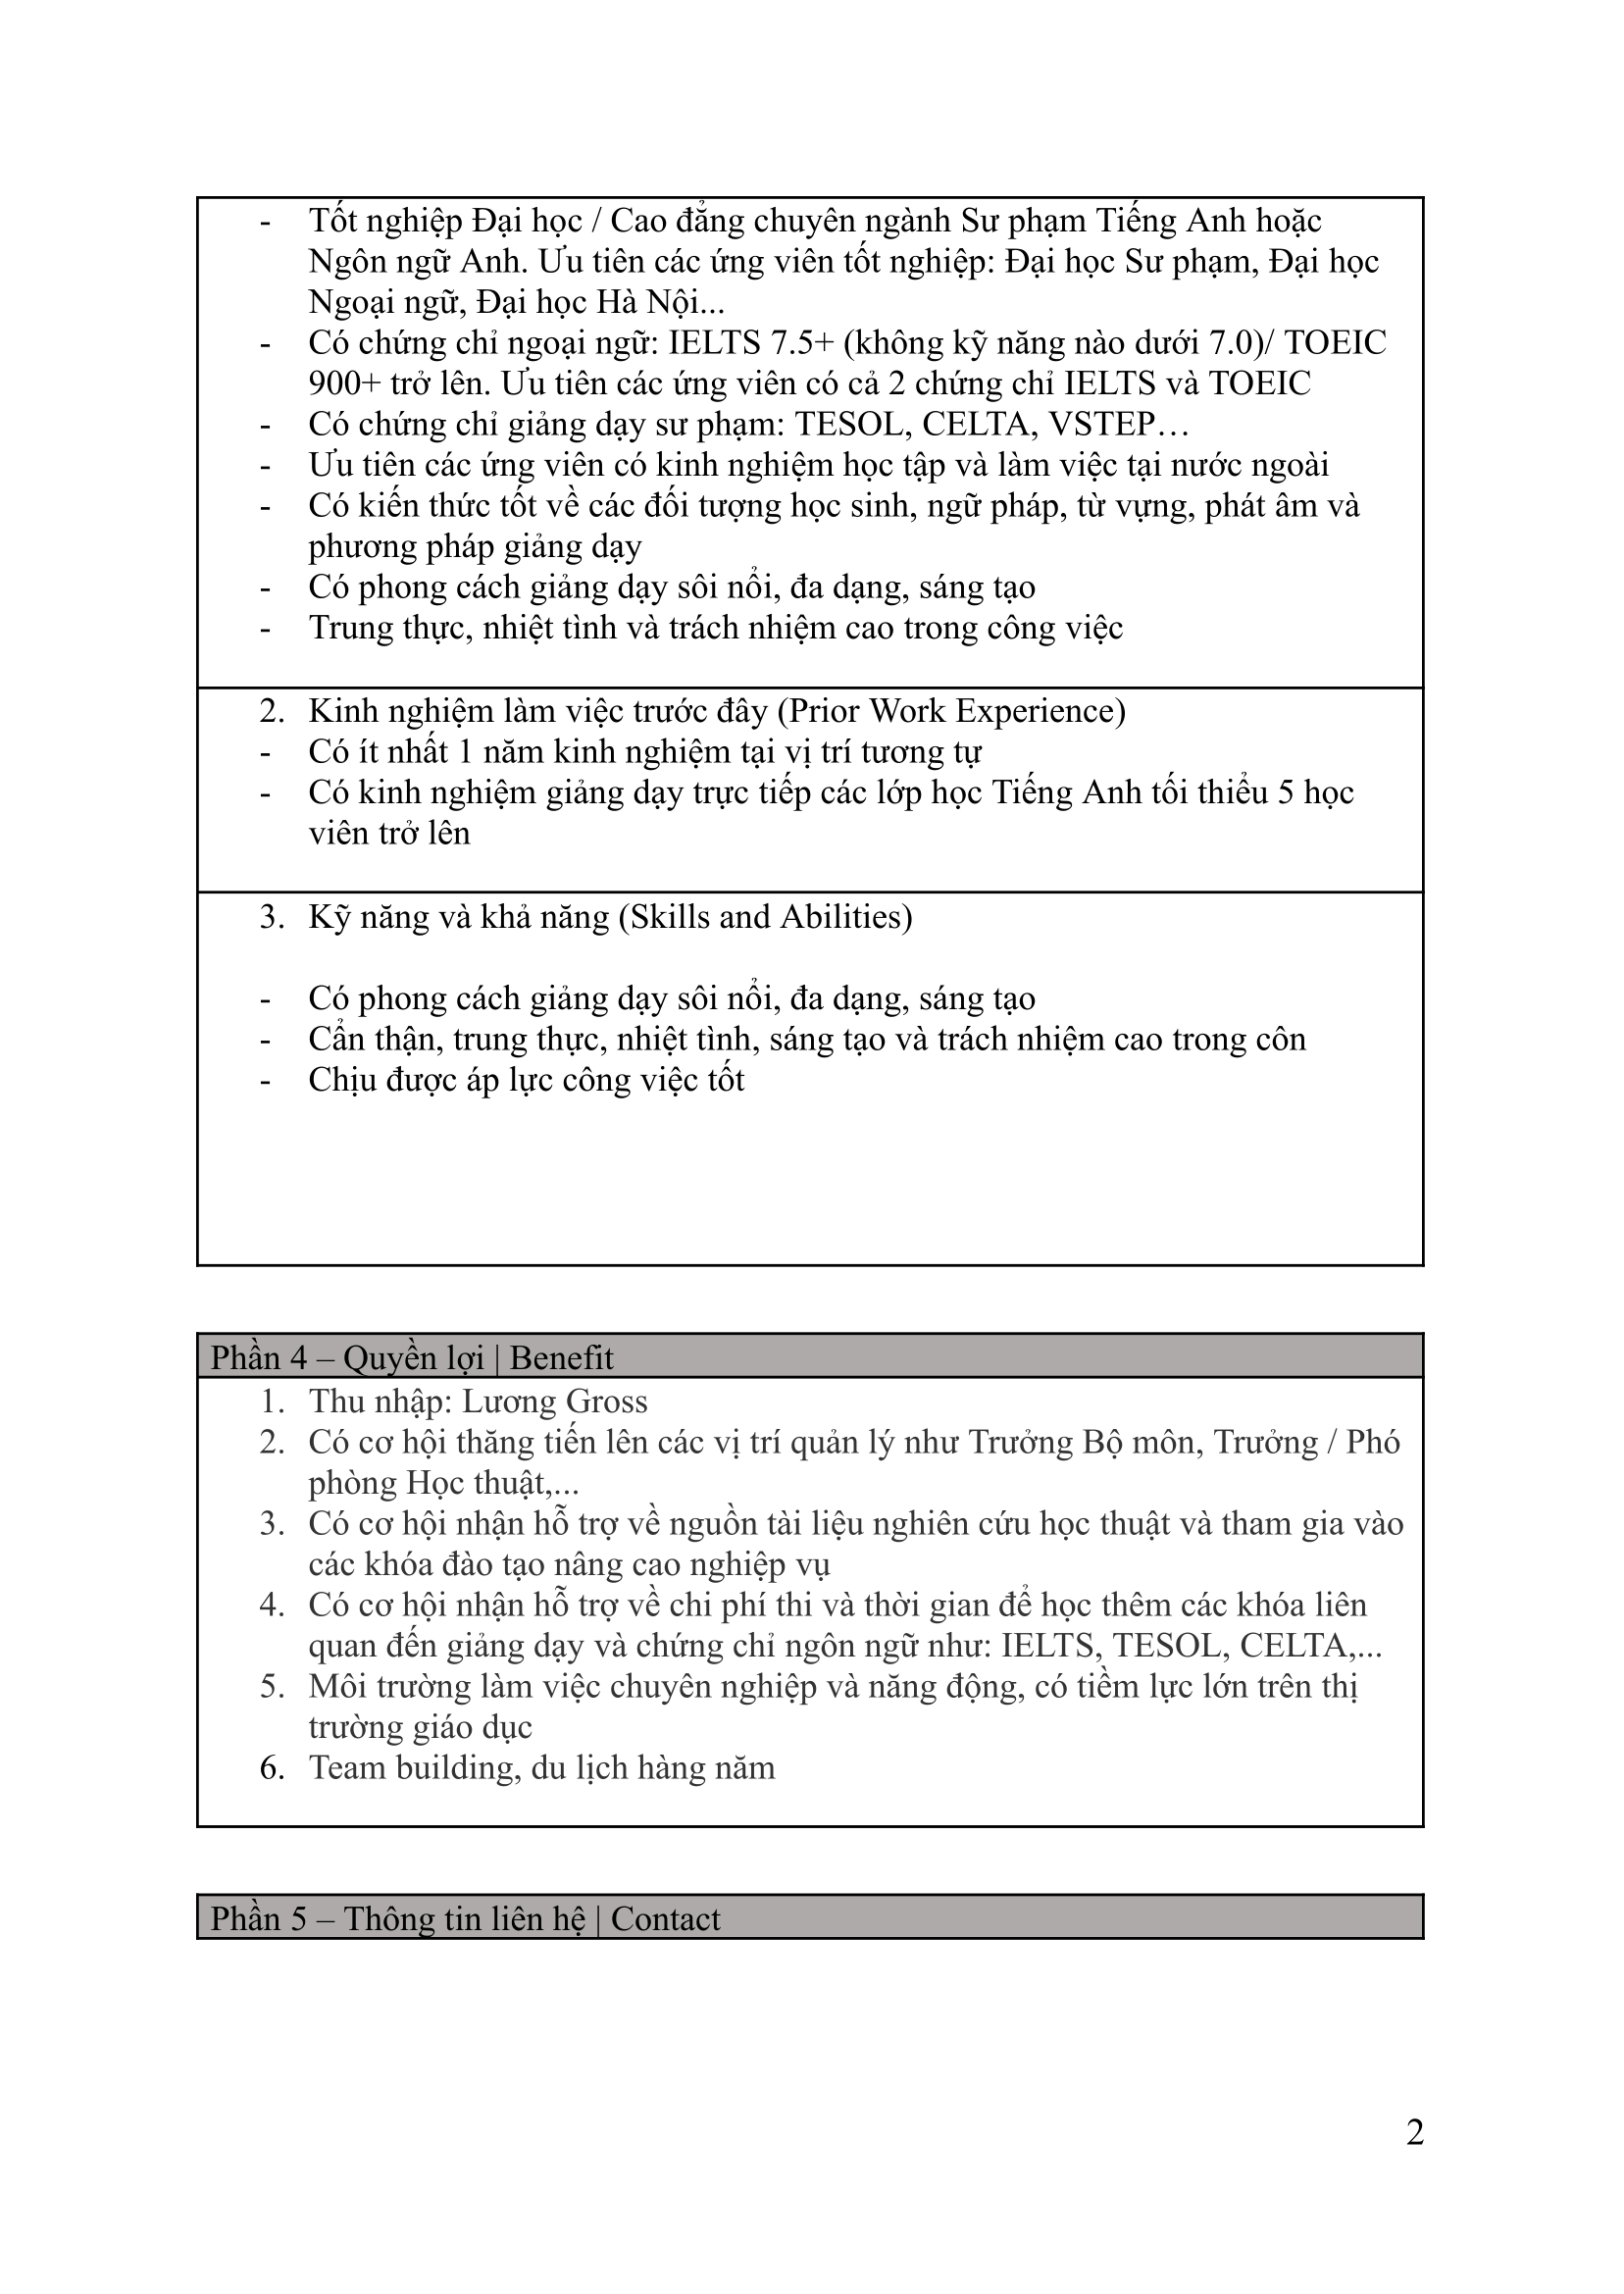 - Tốt nghiệp Đại học / Cao đẳng chuyên ngành Sư phạm Tiếng Anh hoặc
Ngôn ngữ Anh. Ưu tiên các ứng viên tốt nghiệp: Đại học Sư phạm, Đại học
Ngoại ngữ, Đại học Hà Nội...
- Có chứng chỉ ngoại ngữ: IELTS 7.5+ (không kỹ năng nào dưới 7.0)/ TOEIC
900+ trở lên. Ưu tiên các ứng viên có cả 2 chứng chỉ IELTS và TOEIC
- Có chứng chỉ giảng dạy sư phạm: TESOL, CELTA, VSTEP…
- Ưu tiên các ứng viên có kinh nghiệm học tập và làm việc tại nước ngoài
- Có kiến thức tốt về các đối tượng học sinh, ngữ pháp, từ vựng, phát âm và
phương pháp giảng dạy
- Có phong cách giảng dạy sôi nổi, đa dạng, sáng tạo
- Trung thực, nhiệt tình và trách nhiệm cao trong công việc
2. Kinh nghiệm làm việc trước đây (Prior Work Experience)
- Có ít nhất 1 năm kinh nghiệm tại vị trí tương tự
- Có kinh nghiệm giảng dạy trực tiếp các lớp học Tiếng Anh tối thiểu 5 học
viên trở lên
3. Kỹ năng và khả năng (Skills and Abilities)
- Có phong cách giảng dạy sôi nổi, đa dạng, sáng tạo
- Cẩn thận, trung thực, nhiệt tình, sáng tạo và trách nhiệm cao trong côn
- Chịu được áp lực công việc tốt
Phần 4 – Quyền lợi | Benefit
1. Thu nhập: Lương Gross
2. Có cơ hội thăng tiến lên các vị trí quản lý như Trưởng Bộ môn, Trưởng / Phó
phòng Học thuật,...
3. Có cơ hội nhận hỗ trợ về nguồn tài liệu nghiên cứu học thuật và tham gia vào
các khóa đào tạo nâng cao nghiệp vụ
4. Có cơ hội nhận hỗ trợ về chi phí thi và thời gian để học thêm các khóa liên
quan đến giảng dạy và chứng chỉ ngôn ngữ như: IELTS, TESOL, CELTA,...
5. Môi trường làm việc chuyên nghiệp và năng động, có tiềm lực lớn trên thị
trường giáo dục
6. Team building, du lịch hàng năm
Phần 5 – Thông tin liên hệ | Contact
2